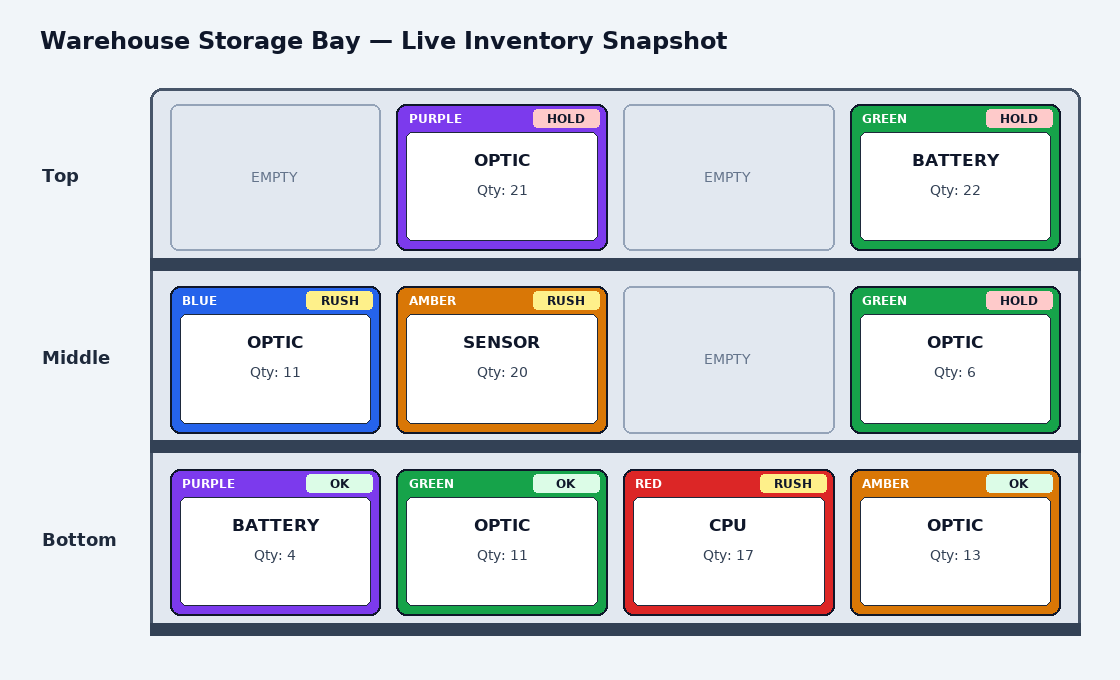 Warehouse Storage Bay — Live Inventory Snapshot
Top
EMPTY
PURPLE HOLD
OPTIC
Qty: 21
EMPTY
GREEN HOLD
BATTERY
Qty: 22
Middle
BLUE RUSH
OPTIC
Qty: 11
AMBER RUSH
SENSOR
Qty: 20
EMPTY
GREEN HOLD
OPTIC
Qty: 6
Bottom
PURPLE OK
BATTERY
Qty: 4
GREEN OK
OPTIC
Qty: 11
RED RUSH
CPU
Qty: 17
AMBER OK
OPTIC
Qty: 13